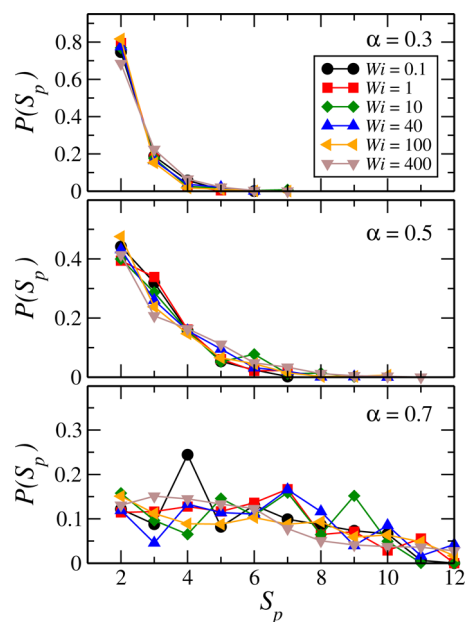 0.8
0.6
0.4
0.2
0
P(S_p)
α = 0.3
Wi = 0.1
Wi = 1
Wi = 10
Wi = 40
Wi = 100
Wi = 400
0.4
0.2
0
P(S_p)
α = 0.5
0.3
0.2
0.1
0
P(S_p)
α = 0.7
2 4 6 8 10 12
S_p